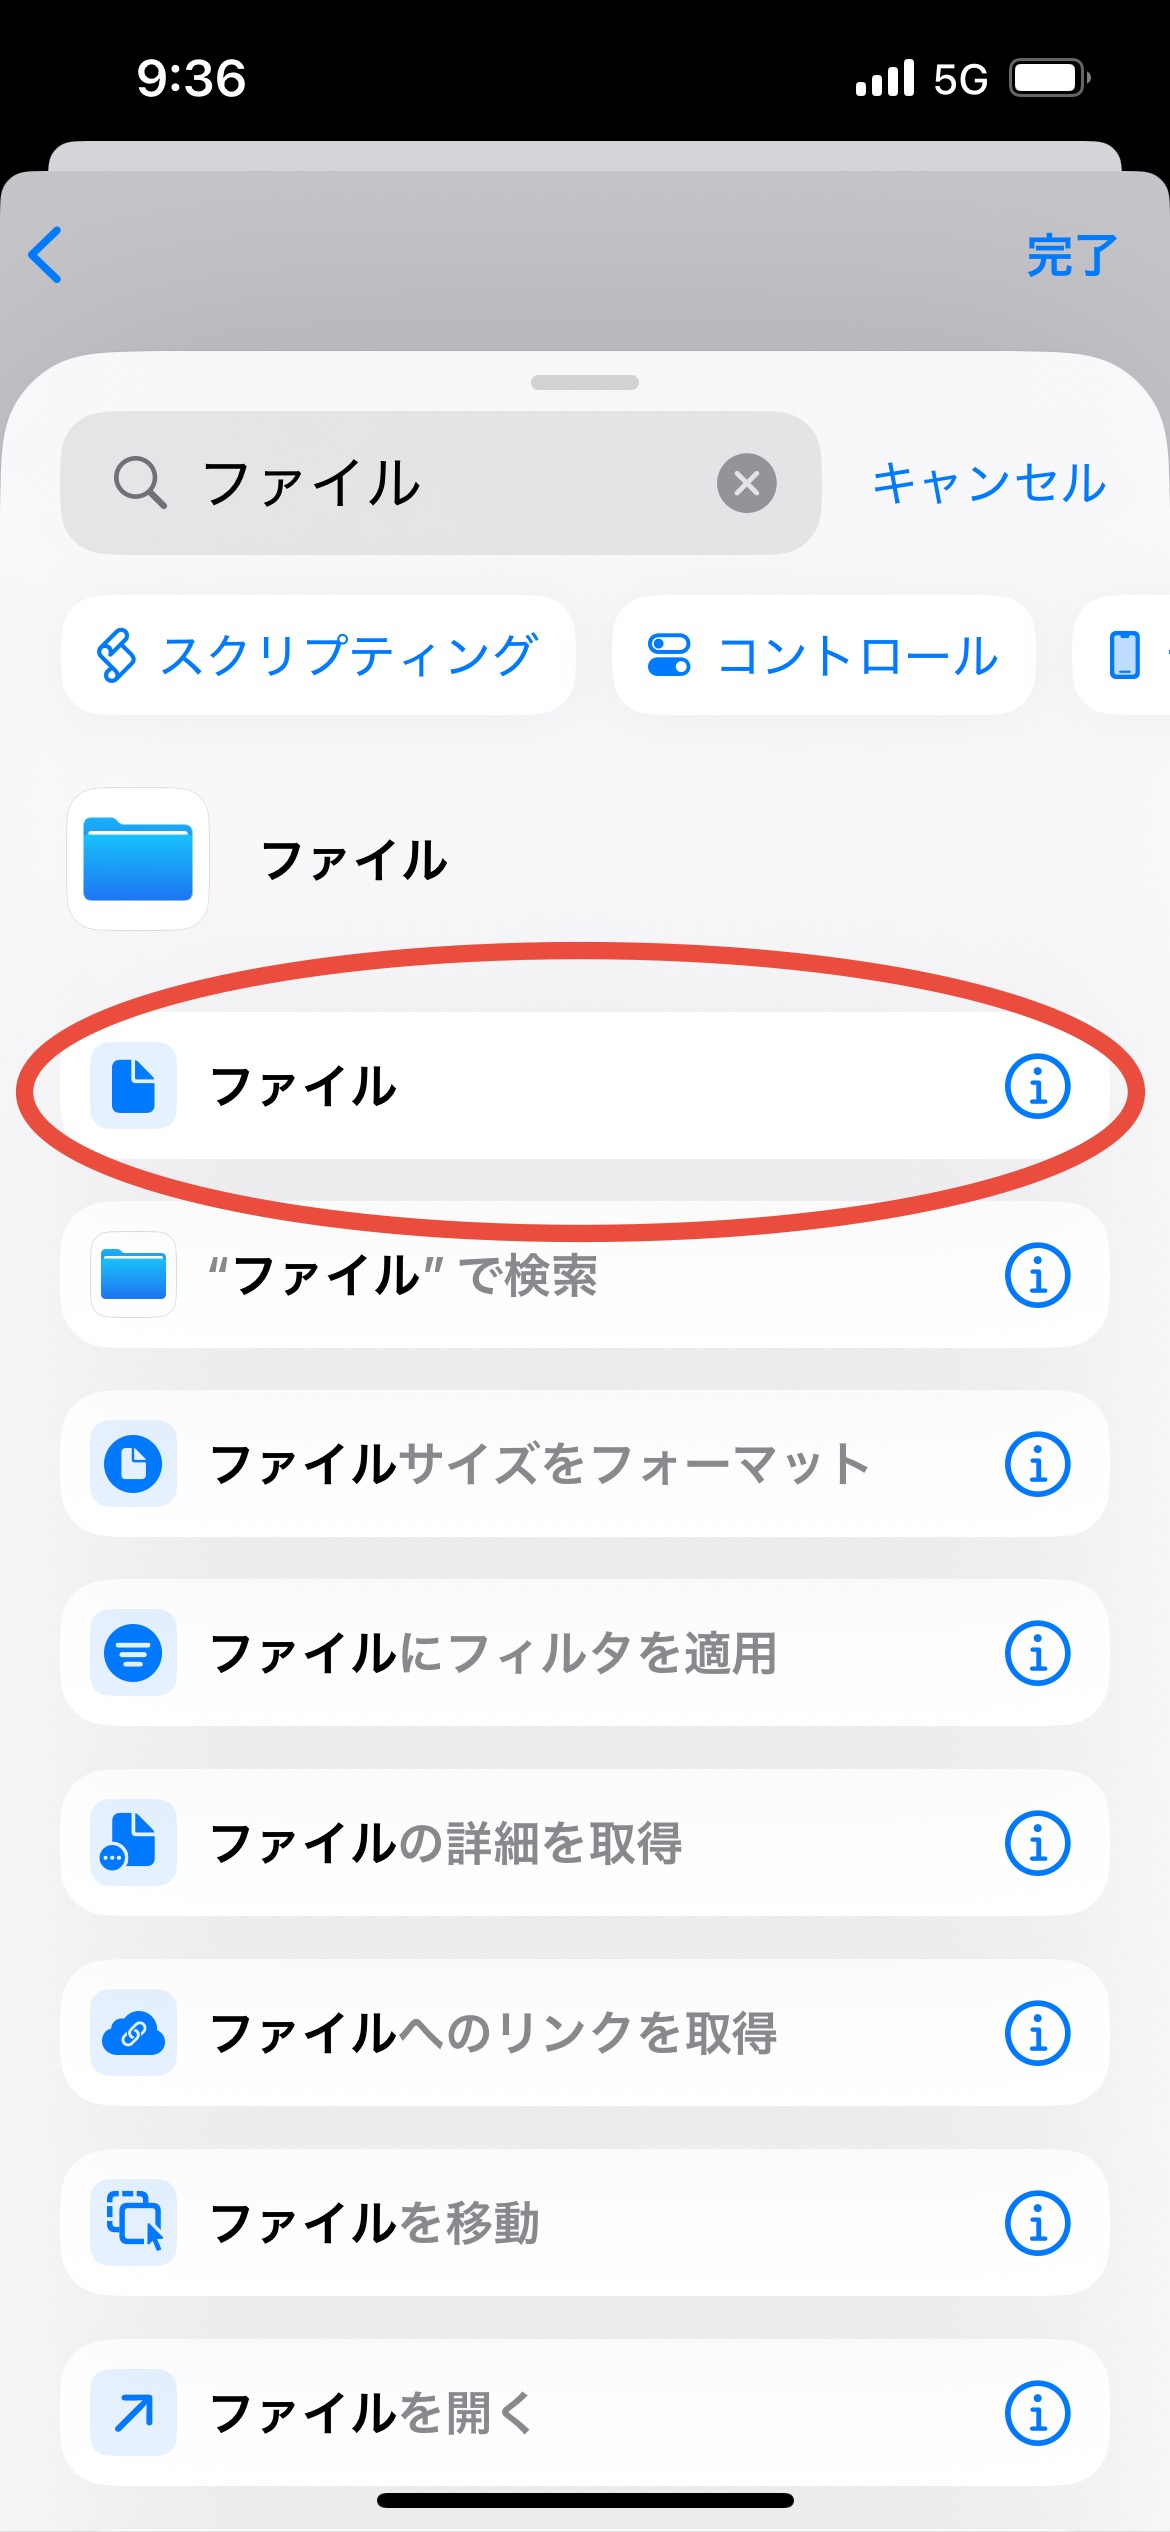 9:36
5G
完了
ファイル
キャンセル
スクリプティング
コントロール
ファイル
ファイル
“ファイル” で検索
ファイルサイズをフォーマット
ファイルにフィルタを適用
ファイルの詳細を取得
ファイルへのリンクを取得
ファイルを移動
ファイルを開く